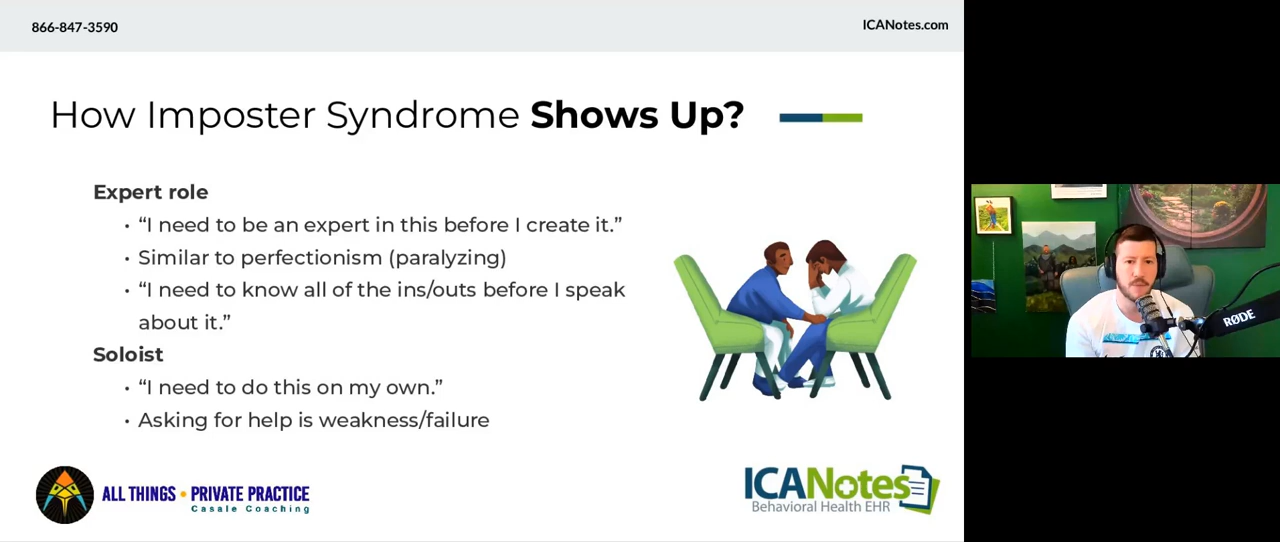 866-847-3590
ICANotes.com
How Imposter Syndrome Shows Up?
Expert role
• “I need to be an expert in this before I create it.”
• Similar to perfectionism (paralyzing)
• “I need to know all of the ins/outs before I speak
about it.”
Soloist
• “I need to do this on my own.”
• Asking for help is weakness/failure
ALL THINGS • PRIVATE PRACTICE
Casale Coaching
ICANotes
Behavioral Health EHR
RØDE